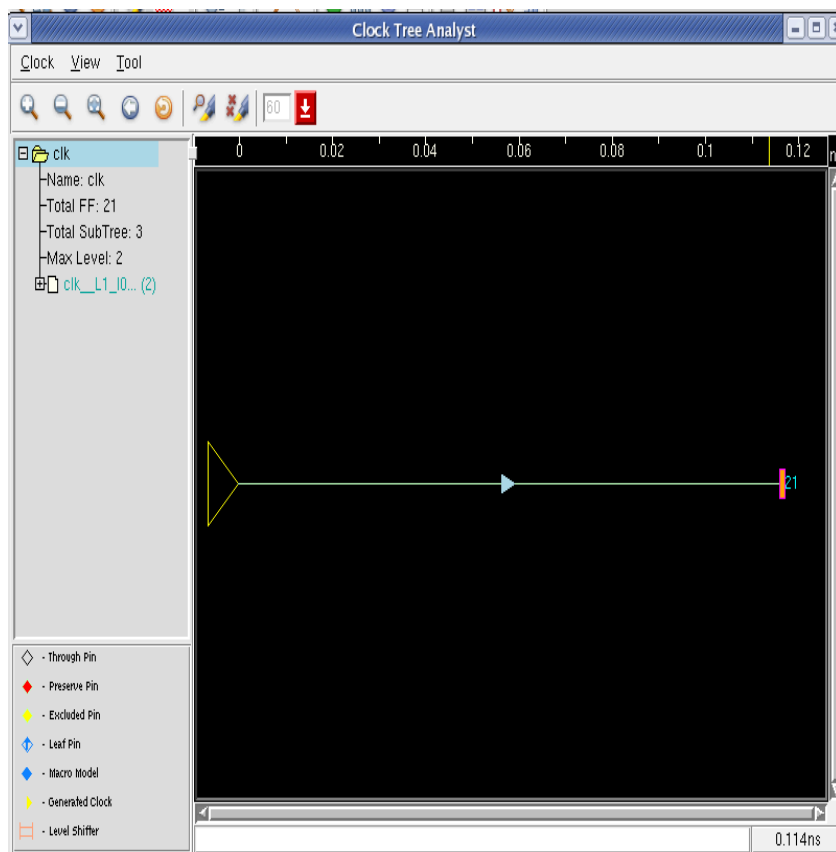 Clock Tree Analyst
Clock View Tool
60
clk
Name: clk
Total FF: 21
Total SubTree: 3
Max Level: 2
clk__L1_I0... (2)
0 0.02 0.04 0.06 0.08 0.1 0.12
21
◇ - Through Pin
- Preserve Pin
- Excluded Pin
- Leaf Pin
- Macro Model
- Generated Clock
- Level Shifter
0.114ns